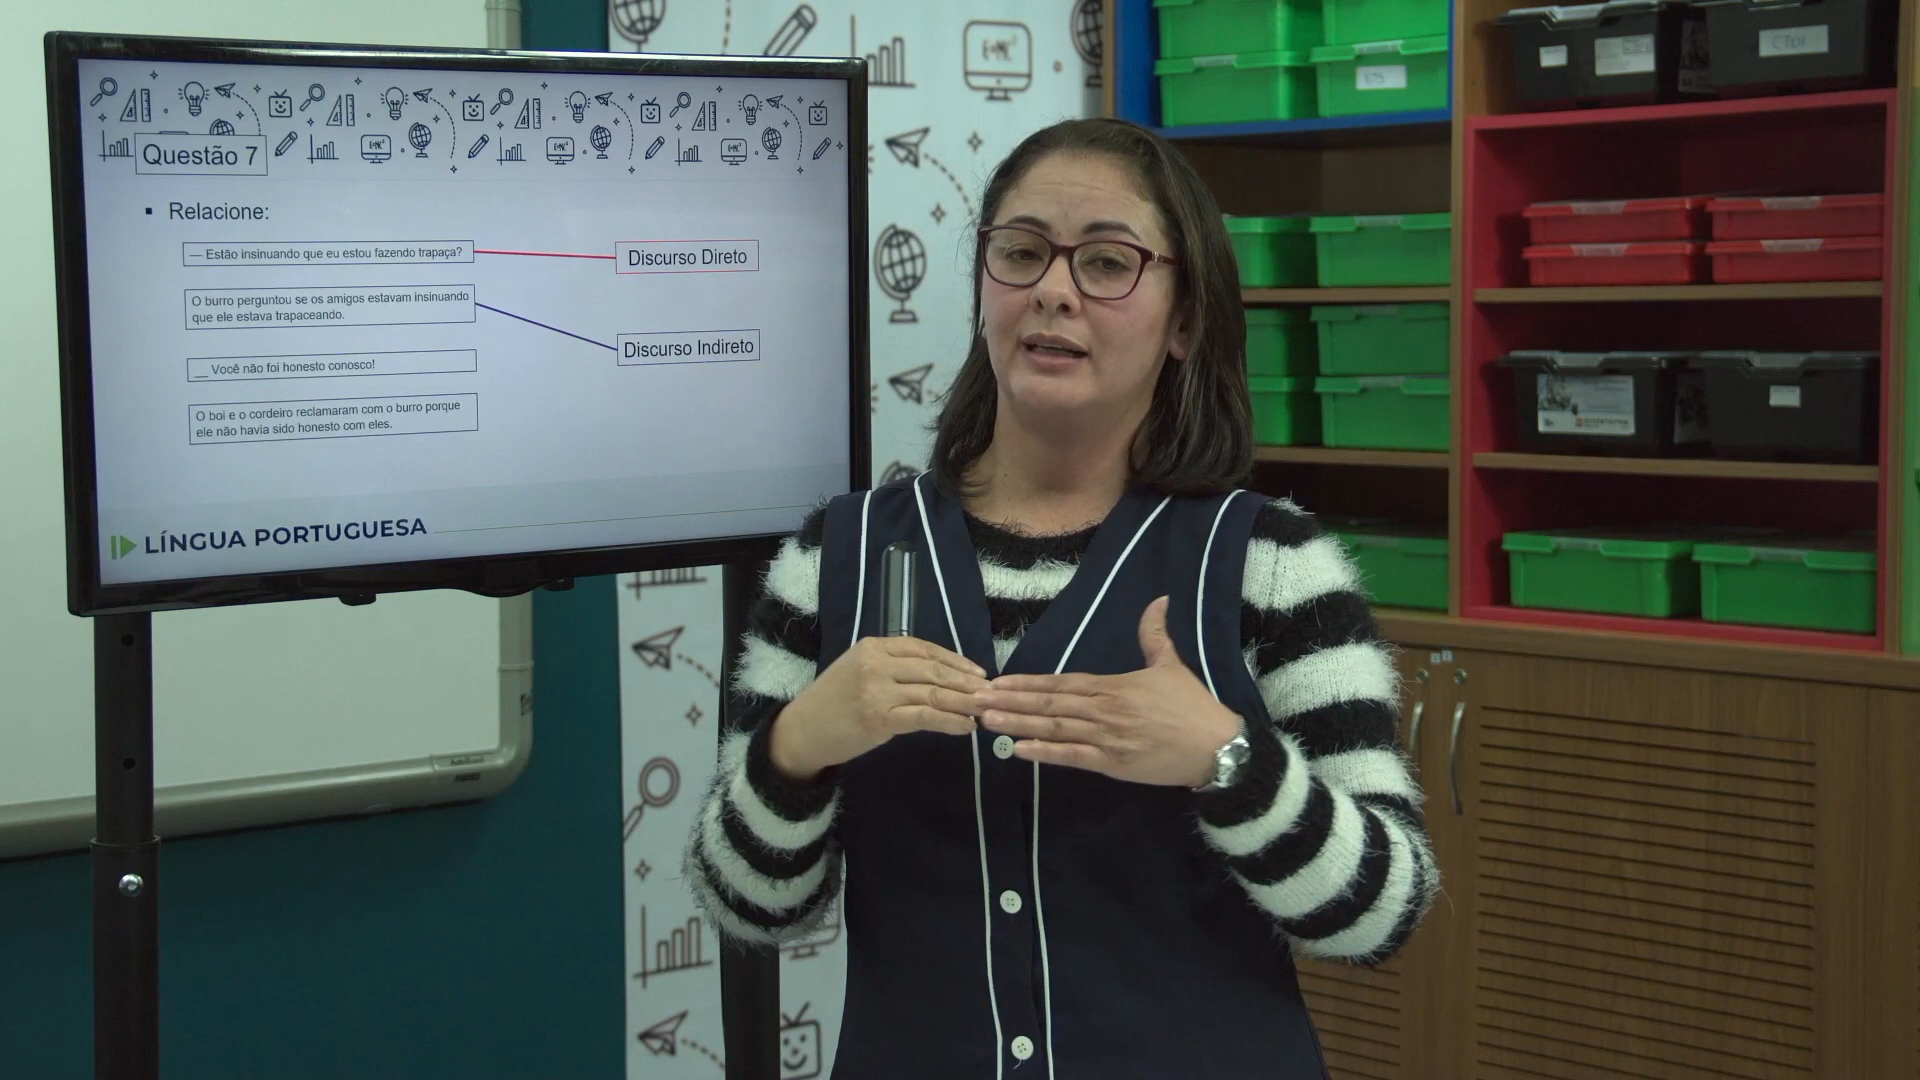 Questão 7
▪ Relacione:
— Estão insinuando que eu estou fazendo trapaça?
Discurso Direto
O burro perguntou se os amigos estavam insinuando
que ele estava trapaceando.
Discurso Indireto
__ Você não foi honesto conosco!
O boi e o cordeiro reclamaram com o burro porque
ele não havia sido honesto com eles.
LÍNGUA PORTUGUESA